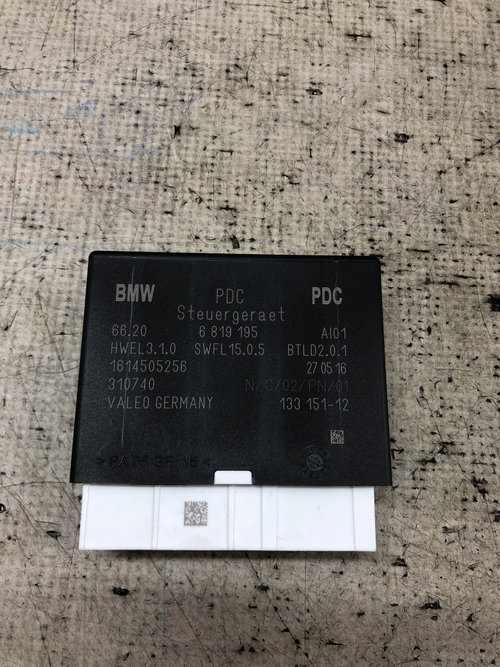 BMW PDC PDC
Steuergeraet
66.20 6 819 195 AI01
HWEL3.1.0 SWFL15.0.5 BTLD2.0.1
1614505256 27 05 16
310740 N/C/02/PN/01
VALEO GERMANY 133 151-12